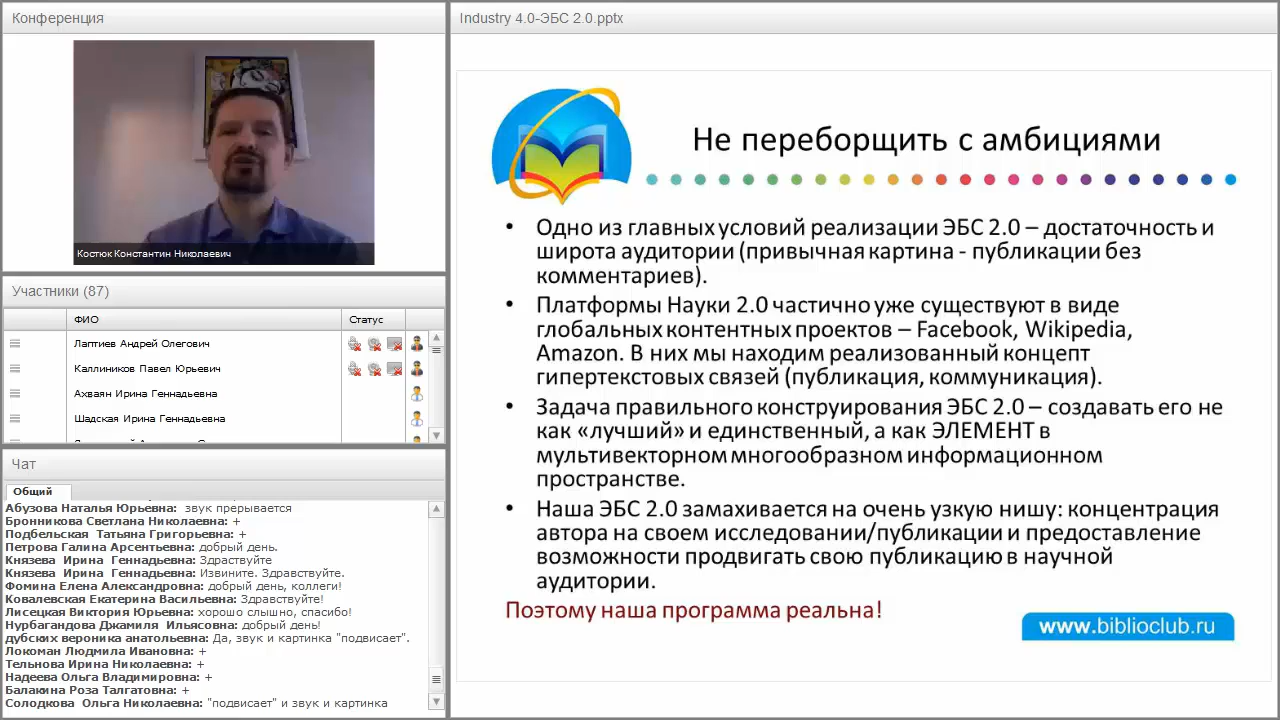 Конференция
Костюк Константин Николаевич
Участники (87)
ФИО
Статус
Лаптиев Андрей Олегович
Каллиников Павел Юрьевич
Ахваян Ирина Геннадьевна
Шадская Ирина Геннадьевна
Чат
Общий
Абузова Наталья Юрьевна: звук прерывается
Бронникова Светлана Николаевна: +
Подбельская Татьяна Григорьевна: +
Петрова Галина Арсентьевна: добрый день.
Князева Ирина Геннадьевна: Здраствуйте
Князева Ирина Геннадьевна: Извините. Здравствуйте.
Фомина Елена Александровна: добрый день, коллеги!
Ковалевская Екатерина Васильевна: Здравствуйте!
Лисецкая Виктория Юрьевна: хорошо слышно, спасибо!
Нурбагандова Джамиля Ильясовна: добрый день!
дубских вероника анатольевна: Да, звук и картинка "подвисает".
Локоман Людмила Ивановна: +
Тельнова Ирина Николаевна: +
Надеева Ольга Владимировна: +
Балакина Роза Талгатовна: +
Солодкова Ольга Николаевна: "подвисает" и звук и картинка
Industry 4.0-ЭБС 2.0.pptx
Не переборщить с амбициями
• Одно из главных условий реализации ЭБС 2.0 – достаточность и
широта аудитории (привычная картина - публикации без
комментариев).
• Платформы Науки 2.0 частично уже существуют в виде
глобальных контентных проектов – Facebook, Wikipedia,
Amazon. В них мы находим реализованный концепт
гипертекстовых связей (публикация, коммуникация).
• Задача правильного конструирования ЭБС 2.0 – создавать его не
как «лучший» и единственный, а как ЭЛЕМЕНТ в
мультивекторном многообразном информационном
пространстве.
• Наша ЭБС 2.0 замахивается на очень узкую нишу: концентрация
автора на своем исследовании/публикации и предоставление
возможности продвигать свою публикацию в научной
аудитории.
Поэтому наша программа реальна!
www.biblioclub.ru